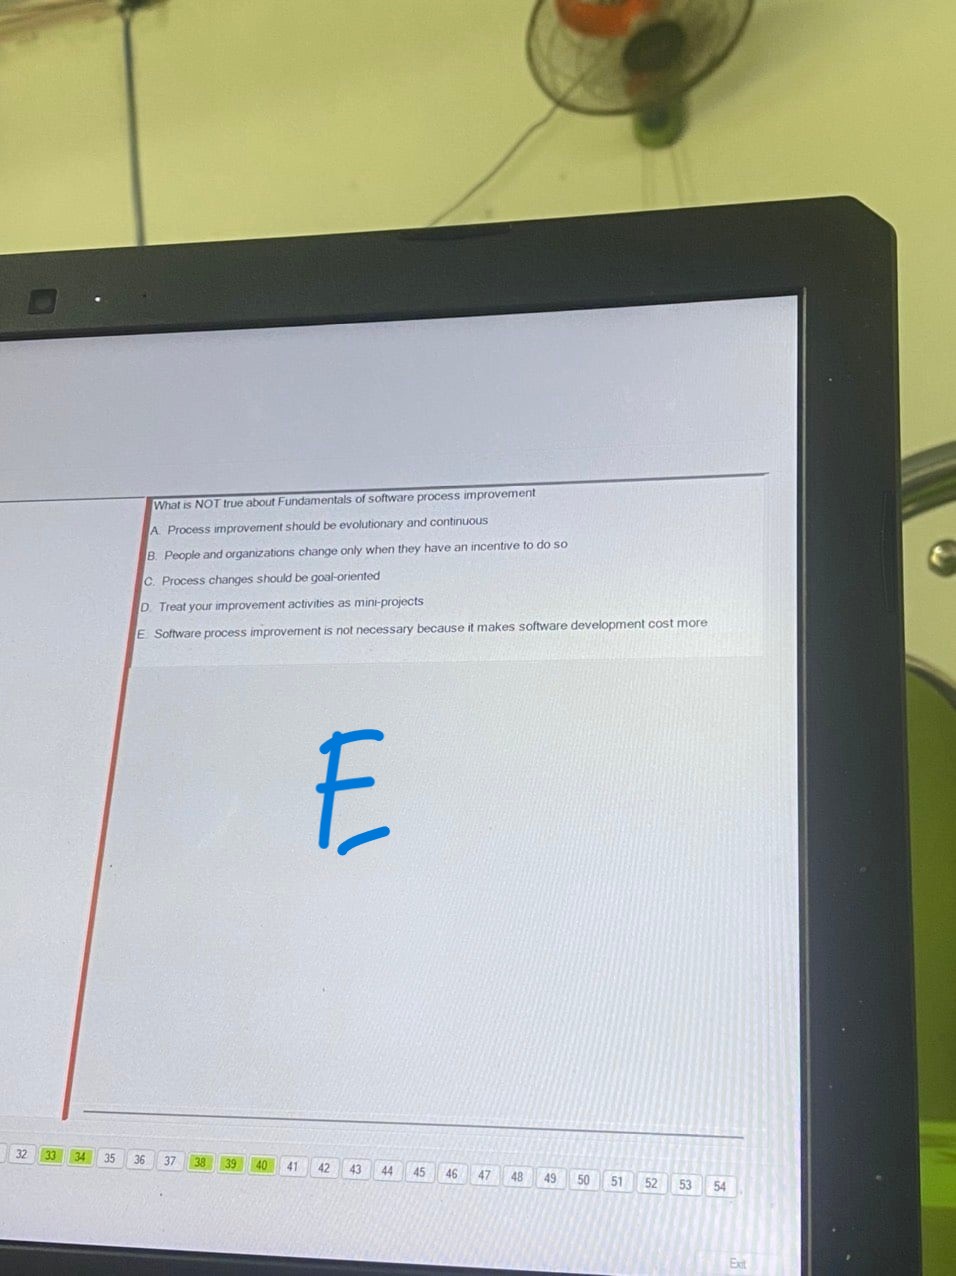 What is NOT true about Fundamentals of software process improvement
A. Process improvement should be evolutionary and continuous
B. People and organizations change only when they have an incentive to do so
C. Process changes should be goal-oriented
D. Treat your improvement activities as mini-projects
E. Software process improvement is not necessary because it makes software development cost more
E
32 33 34 35 36 37 38 39 40 41 42 43 44 45 46 47 48 49 50 51 52 53 54
Exit